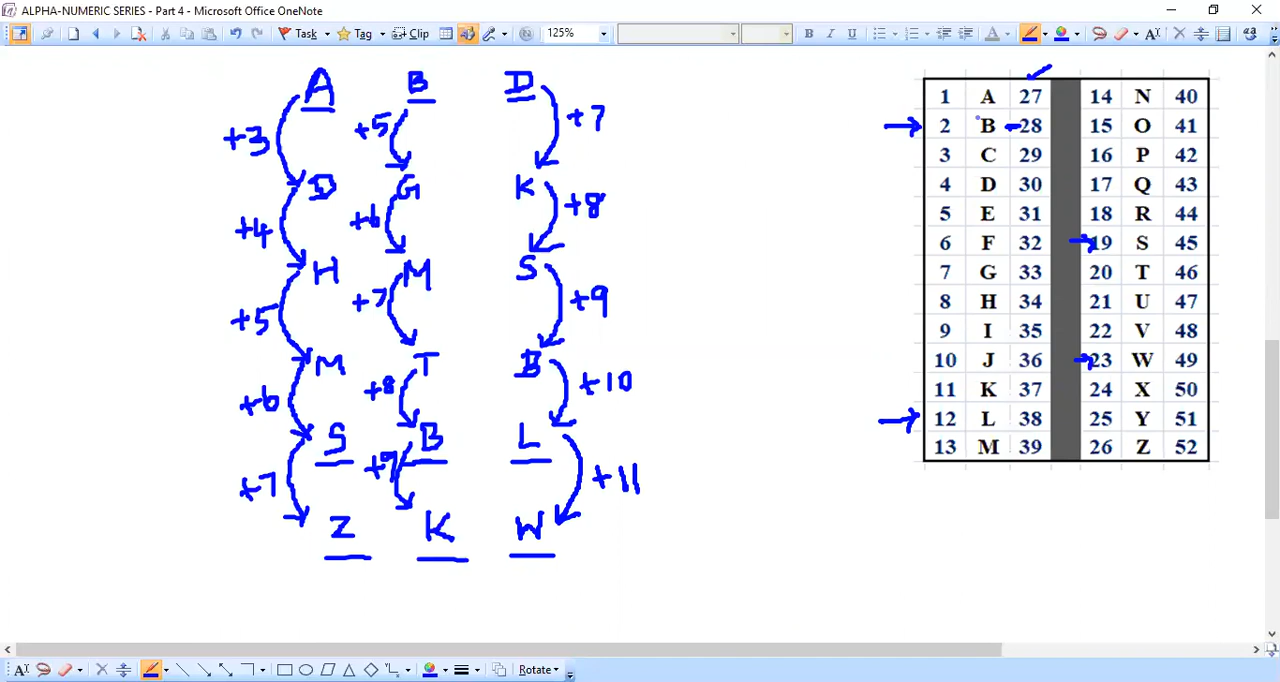 ALPHA-NUMERIC SERIES - Part 4 - Microsoft Office OneNote
Task Tag Clip 125% B I U
A B D
+3 +5 +7
D G K
+4 +6 +8
H M S
+5 +7 +9
M T B
+6 +8 +10
S B L
+7 +9 +11
Z K W
1 A 27 14 N 40
2 B 28 15 O 41
3 C 29 16 P 42
4 D 30 17 Q 43
5 E 31 18 R 44
6 F 32 19 S 45
7 G 33 20 T 46
8 H 34 21 U 47
9 I 35 22 V 48
10 J 36 23 W 49
11 K 37 24 X 50
12 L 38 25 Y 51
13 M 39 26 Z 52
Rotate